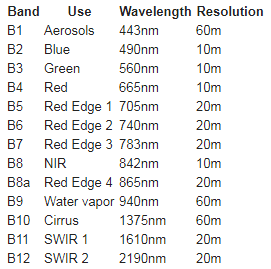 Band Use Wavelength Resolution
B1 Aerosols 443nm 60m
B2 Blue 490nm 10m
B3 Green 560nm 10m
B4 Red 665nm 10m
B5 Red Edge 1 705nm 20m
B6 Red Edge 2 740nm 20m
B7 Red Edge 3 783nm 20m
B8 NIR 842nm 10m
B8a Red Edge 4 865nm 20m
B9 Water vapor 940nm 60m
B10 Cirrus 1375nm 60m
B11 SWIR 1 1610nm 20m
B12 SWIR 2 2190nm 20m